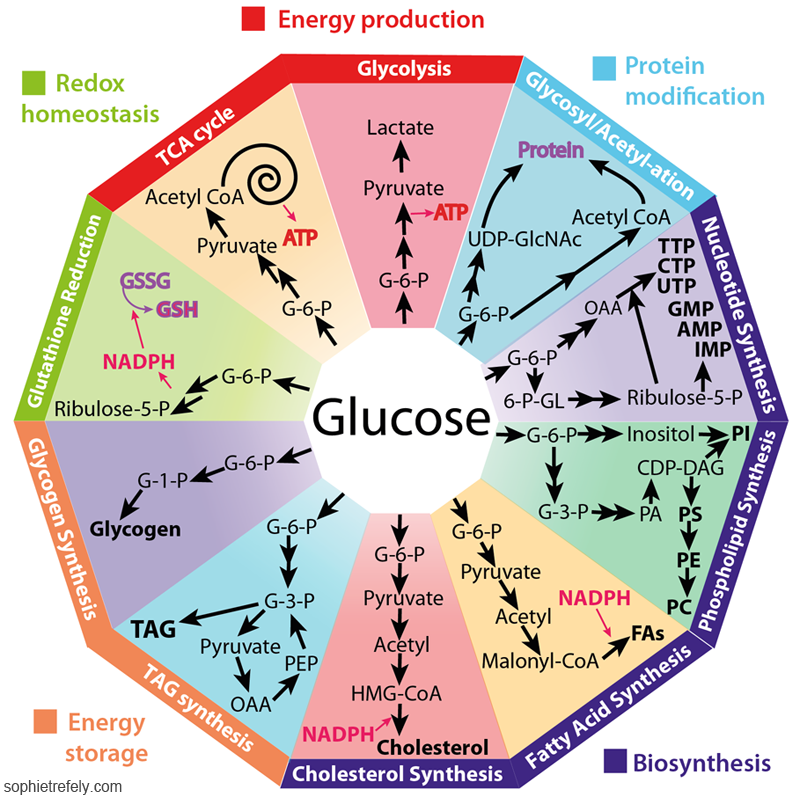 Energy production
Redox
homeostasis
Protein
modification
Glycolysis
Lactate
Pyruvate
ATP
G-6-P
Glycosyl/Acetyl-ation
Protein
Acetyl CoA
UDP-GlcNAc
G-6-P
Nucleotide Synthesis
TTP
CTP
UTP
GMP
AMP
IMP
OAA
G-6-P
6-P-GL
Ribulose-5-P
Phospholipid Synthesis
G-6-P
Inositol
PI
CDP-DAG
G-3-P
PA
PS
PE
PC
Fatty Acid Synthesis
G-6-P
Pyruvate
Acetyl
NADPH
Malonyl-CoA
FAs
Cholesterol Synthesis
G-6-P
Pyruvate
Acetyl
HMG-CoA
NADPH
Cholesterol
TAG synthesis
G-6-P
G-3-P
TAG
Pyruvate
PEP
OAA
Glycogen Synthesis
G-6-P
G-1-P
Glycogen
Glutathione Reduction
GSSG
GSH
NADPH
G-6-P
Ribulose-5-P
TCA cycle
Acetyl CoA
Pyruvate
ATP
G-6-P
Glucose
Energy
storage
Biosynthesis
sophietrefely.com